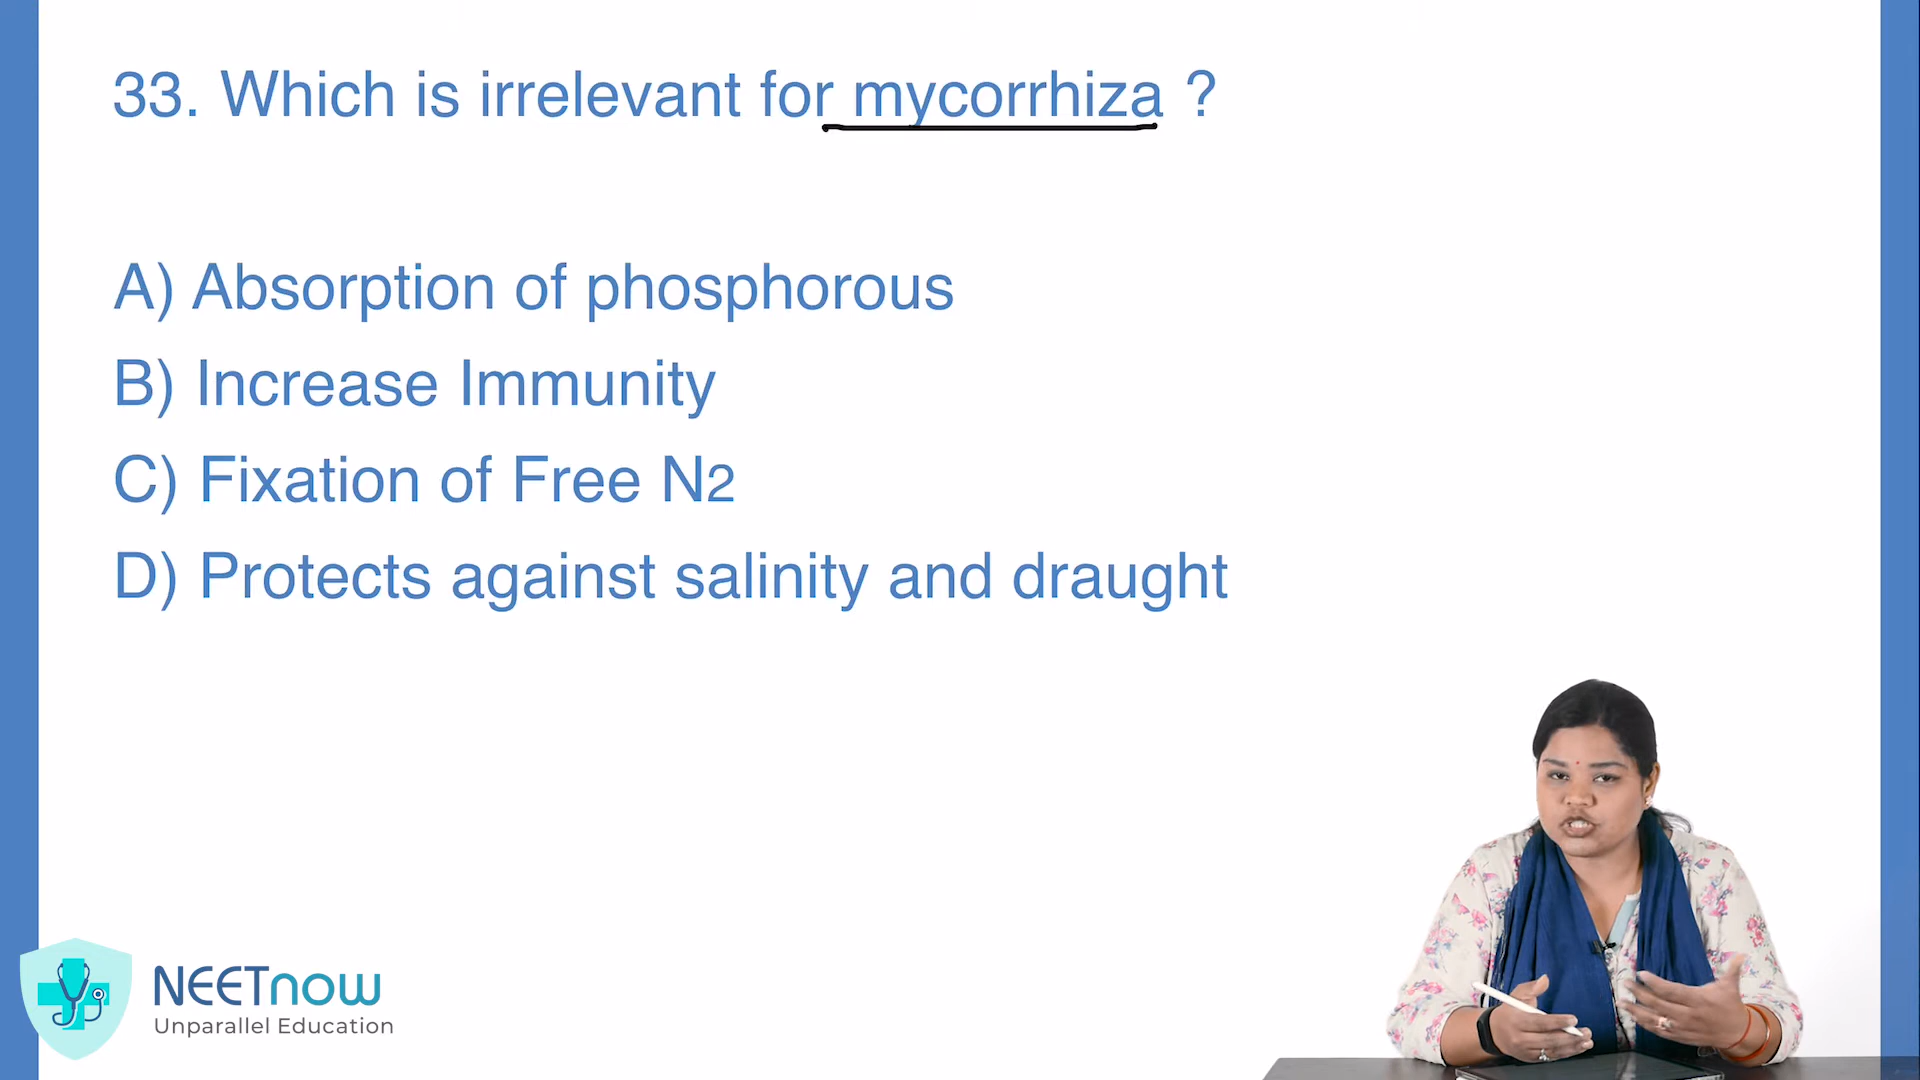 33. Which is irrelevant for mycorrhiza ?
A) Absorption of phosphorous
B) Increase Immunity
C) Fixation of Free N2
D) Protects against salinity and draught
NEETnow
Unparallel Education